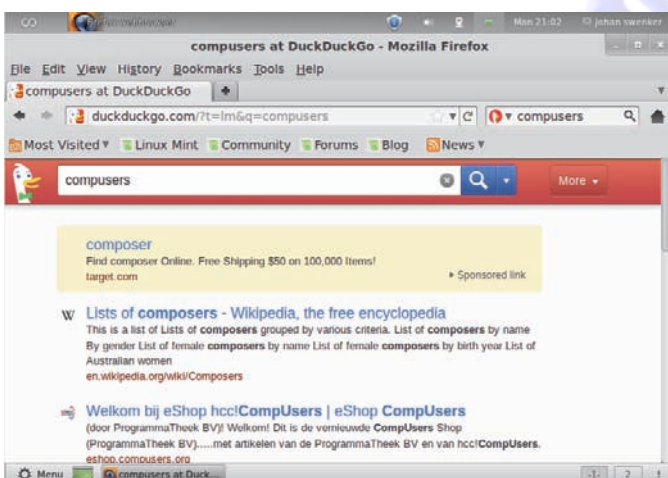 Mon 21:02 johan swenker
compusers at DuckDuckGo - Mozilla Firefox
File Edit View History Bookmarks Tools Help
compusers at DuckDuckGo
duckduckgo.com/?t=lm&q=compusers compusers
Most Visited Linux Mint Community Forums Blog News
compusers More
composer
Find composer Online. Free Shipping $50 on 100,000 Items!
target.com Sponsored link
W Lists of composers - Wikipedia, the free encyclopedia
This is a list of Lists of composers grouped by various criteria. List of composers by name
By gender List of female composers by name List of female composers by birth year List of
Australian women
en.wikipedia.org/wiki/Composers
Welkom bij eShop hcc!CompUsers | eShop CompUsers
(door ProgrammaTheek BV)! Welkom! Dit is de vernieuwde CompUsers Shop
(ProgrammaTheek BV).....met artikelen van de ProgrammaTheek BV en van hcc!CompUsers.
eshop.compusers.org
Menu compusers at Duck... -1- 2 !